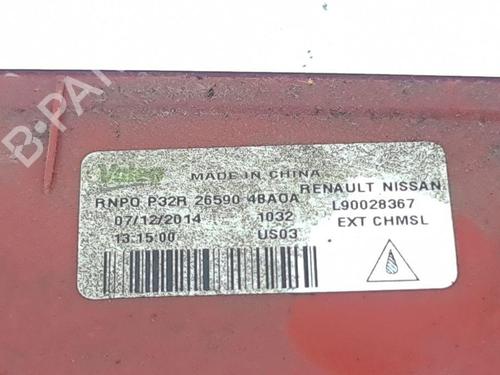 B-PARTS
Valeo
MADE IN CHINA
RNPO P32R 26590 4BA0A
RENAULT NISSAN
07/12/2014
1032
L90028367
13:15:00
US03
EXT CHMSL